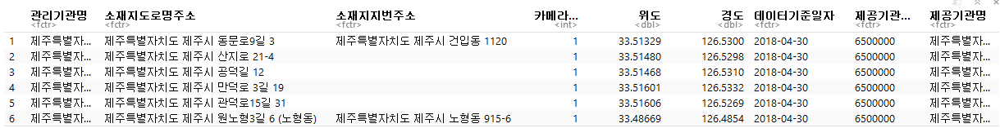 관리기관명 소재지도로명주소 소재지지번주소 카메라... 위도 경도 데이터기준일자 제공기관... 제공기관명
<fctr> <fctr> <fctr> <int> <dbl> <dbl> <fctr> <fctr> <fctr>
1 제주특별자... 제주특별자치도 제주시 동문로9길 3 제주특별자치도 제주시 건입동 1120 1 33.51329 126.5300 2018-04-30 6500000 제주특별자...
2 제주특별자... 제주특별자치도 제주시 산지로 21-4 1 33.51480 126.5298 2018-04-30 6500000 제주특별자...
3 제주특별자... 제주특별자치도 제주시 공덕길 12 1 33.51468 126.5310 2018-04-30 6500000 제주특별자...
4 제주특별자... 제주특별자치도 제주시 만덕로 3길 19 1 33.51601 126.5332 2018-04-30 6500000 제주특별자...
5 제주특별자... 제주특별자치도 제주시 관덕로15길 31 1 33.51606 126.5269 2018-04-30 6500000 제주특별자...
6 제주특별자... 제주특별자치도 제주시 원노형3길 6 (노형동) 제주특별자치도 제주시 노형동 915-6 1 33.48669 126.4854 2018-04-30 6500000 제주특별자...